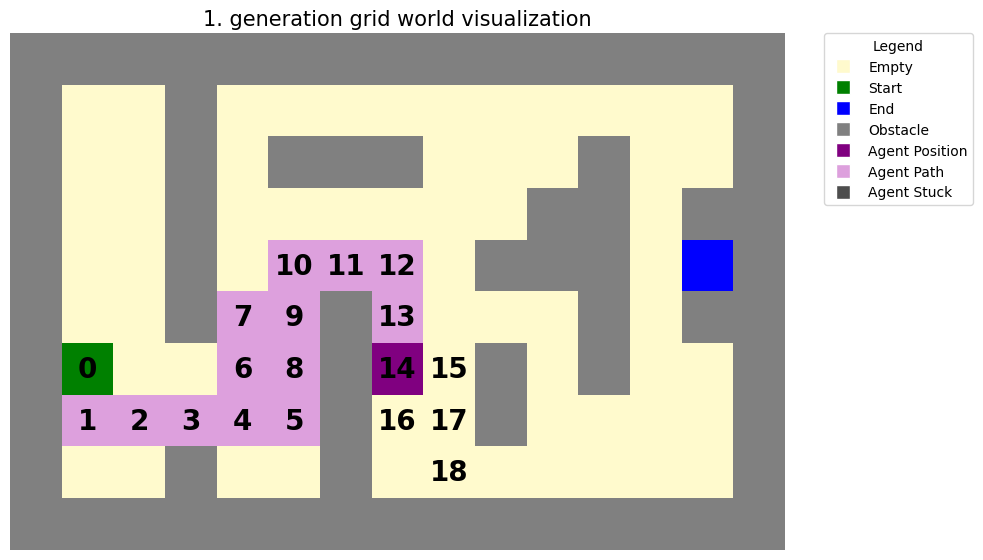 1. generation grid world visualization
Legend
Empty
Start
End
Obstacle
Agent Position
Agent Path
Agent Stuck
10 11 12
7 9 13
0 6 8 14 15
1 2 3 4 5 16 17
18